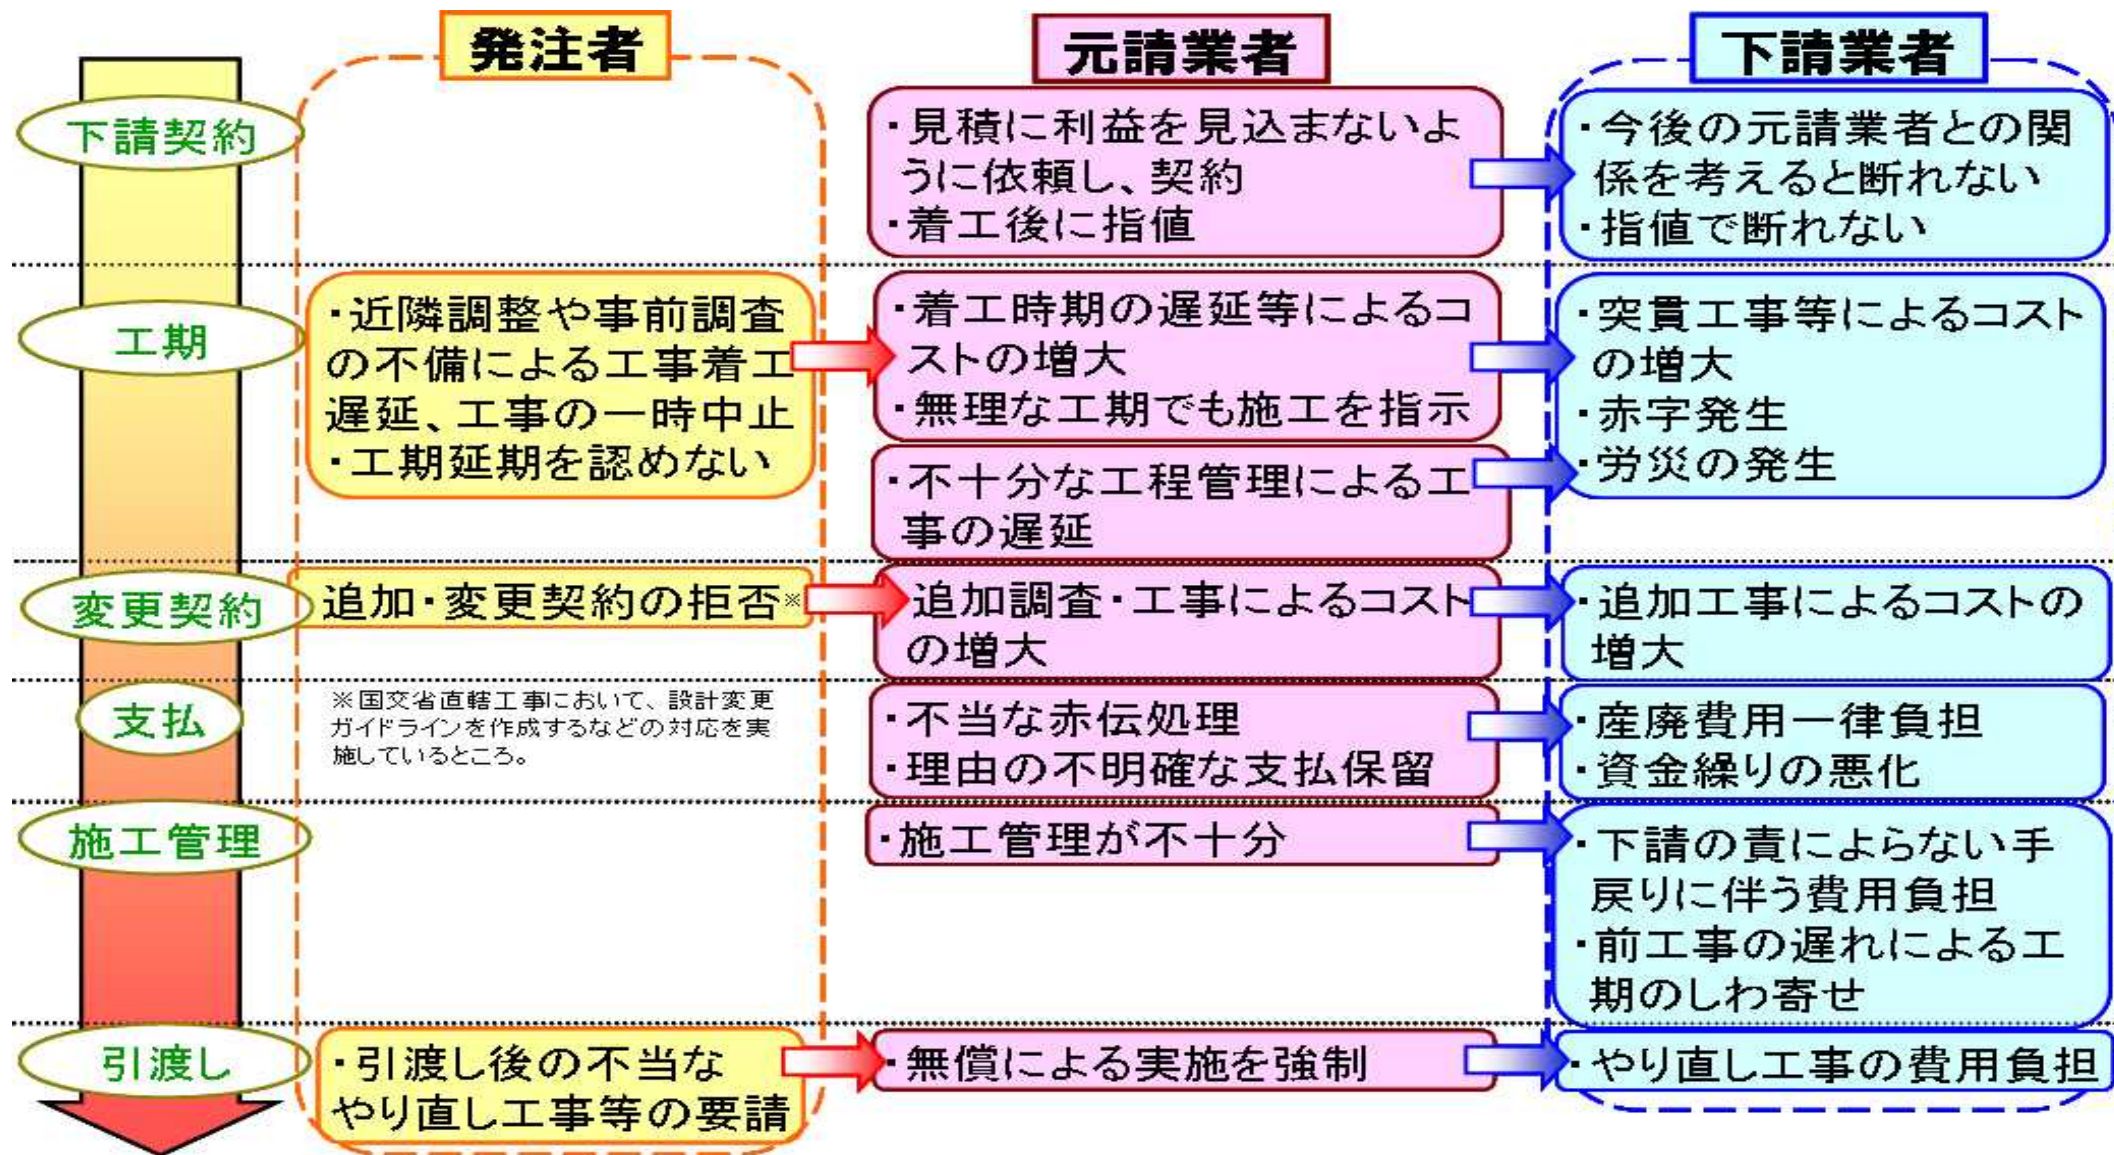 発注者
元請業者
下請業者
下請契約
・見積に利益を見込まないよ
うに依頼し、契約
・着工後に指値
・今後の元請業者との関
係を考えると断れない
・指値で断れない
工期
・近隣調整や事前調査
の不備による工事着工
遅延、工事の一時中止
・工期延期を認めない
・着工時期の遅延等によるコ
ストの増大
・無理な工期でも施工を指示
・不十分な工程管理による工
事の遅延
・突貫工事等によるコスト
の増大
・赤字発生
・労災の発生
変更契約
追加・変更契約の拒否※
追加調査・工事によるコスト
の増大
・追加工事によるコストの
増大
支払
※国交省直轄工事において、設計変更
ガイドラインを作成するなどの対応を実
施しているところ。
・不当な赤伝処理
・理由の不明確な支払保留
・産廃費用一律負担
・資金繰りの悪化
施工管理
・施工管理が不十分
・下請の責によらない手
戻りに伴う費用負担
・前工事の遅れによる工
期のしわ寄せ
引渡し
・引渡し後の不当な
やり直し工事等の要請
・無償による実施を強制
・やり直し工事の費用負担